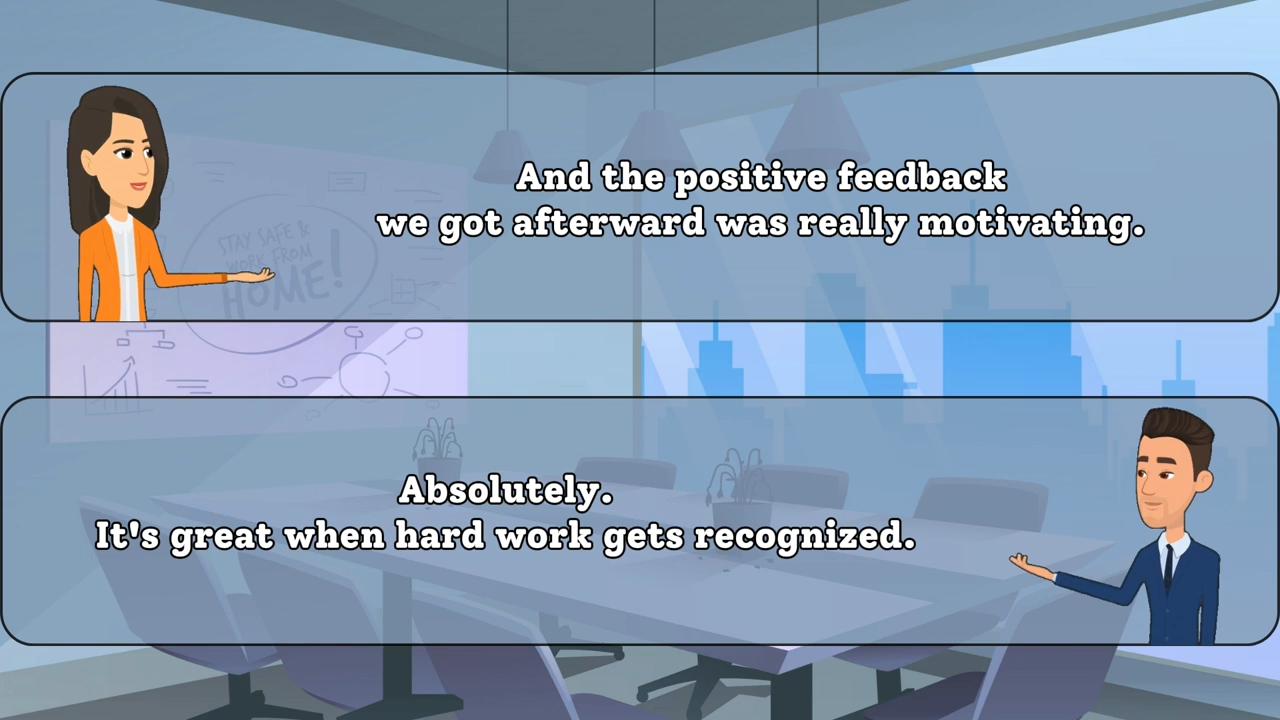 And the positive feedback
we got afterward was really motivating.
STAY SAFE &
WORK FROM
HOME!
Absolutely.
It's great when hard work gets recognized.